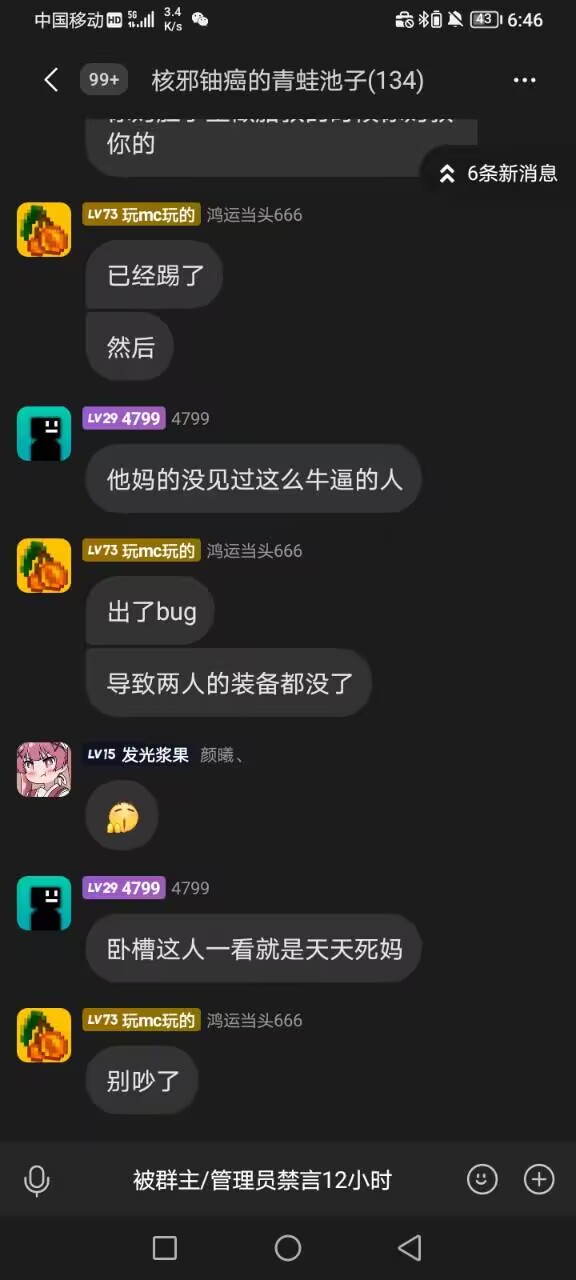 中国移动 HD 5G 3.4 K/s 43 6:46
99+ 核邪铀癌的青蛙池子(134)
你的
6条新消息
LV73 玩mc玩的 鸿运当头666
已经踢了
然后
LV29 4799 4799
他妈的没见过这么牛逼的人
LV73 玩mc玩的 鸿运当头666
出了bug
导致两人的装备都没了
LV15 发光浆果 颜曦、
LV29 4799 4799
卧槽这人一看就是天天死妈
LV73 玩mc玩的 鸿运当头666
别吵了
被群主/管理员禁言12小时